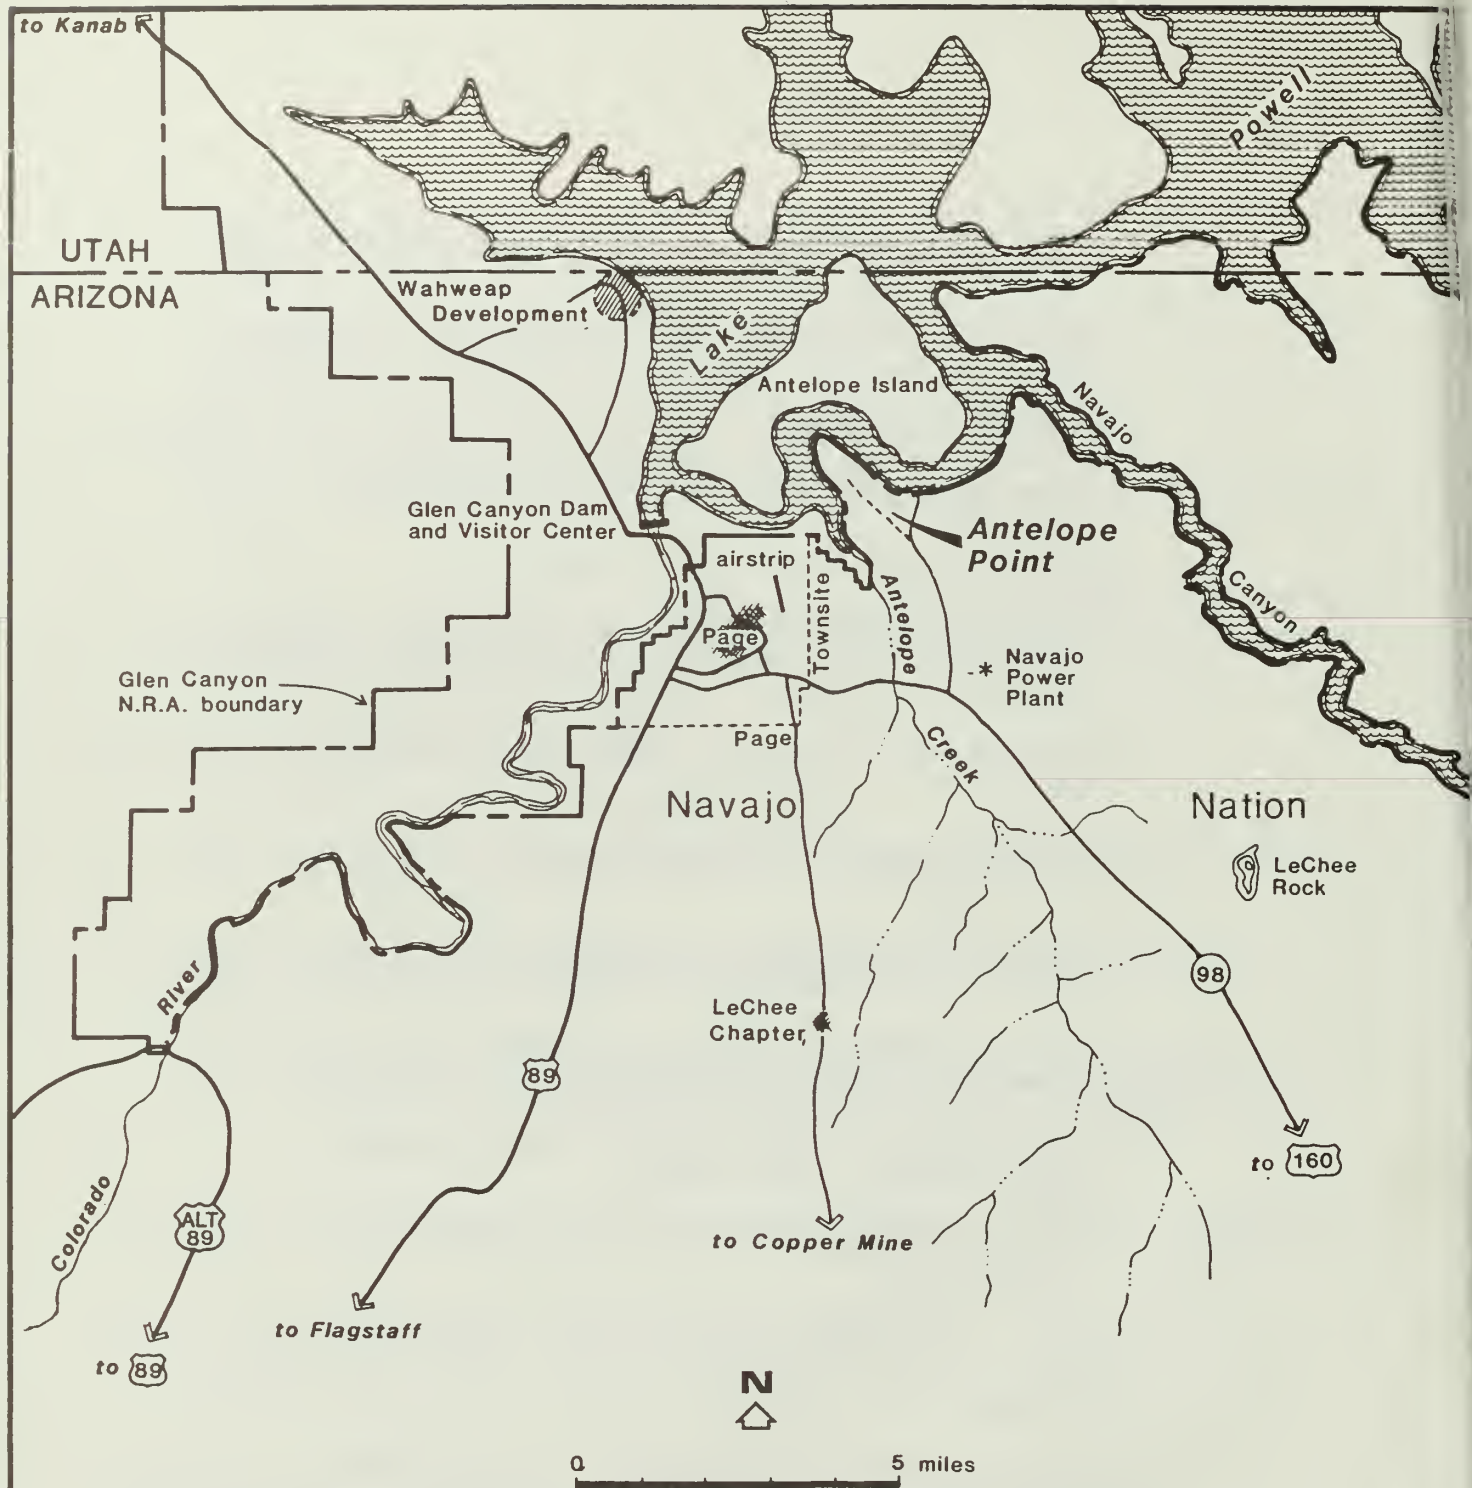 to Kanab
Powell
UTAH
ARIZONA
Wahweap
Development
Lake
Antelope Island
Navajo
Canyon
Glen Canyon Dam
and Visitor Center
Antelope
Point
airstrip
Townsite
Antelope
Page
Navajo
Power
Plant
Glen Canyon
N.R.A. boundary
Page
Creek
Navajo
Nation
LeChee
Rock
River
98
LeChee
Chapter
89
to 160
Colorado
ALT
89
to Copper Mine
to Flagstaff
to 89
N
0
5 miles